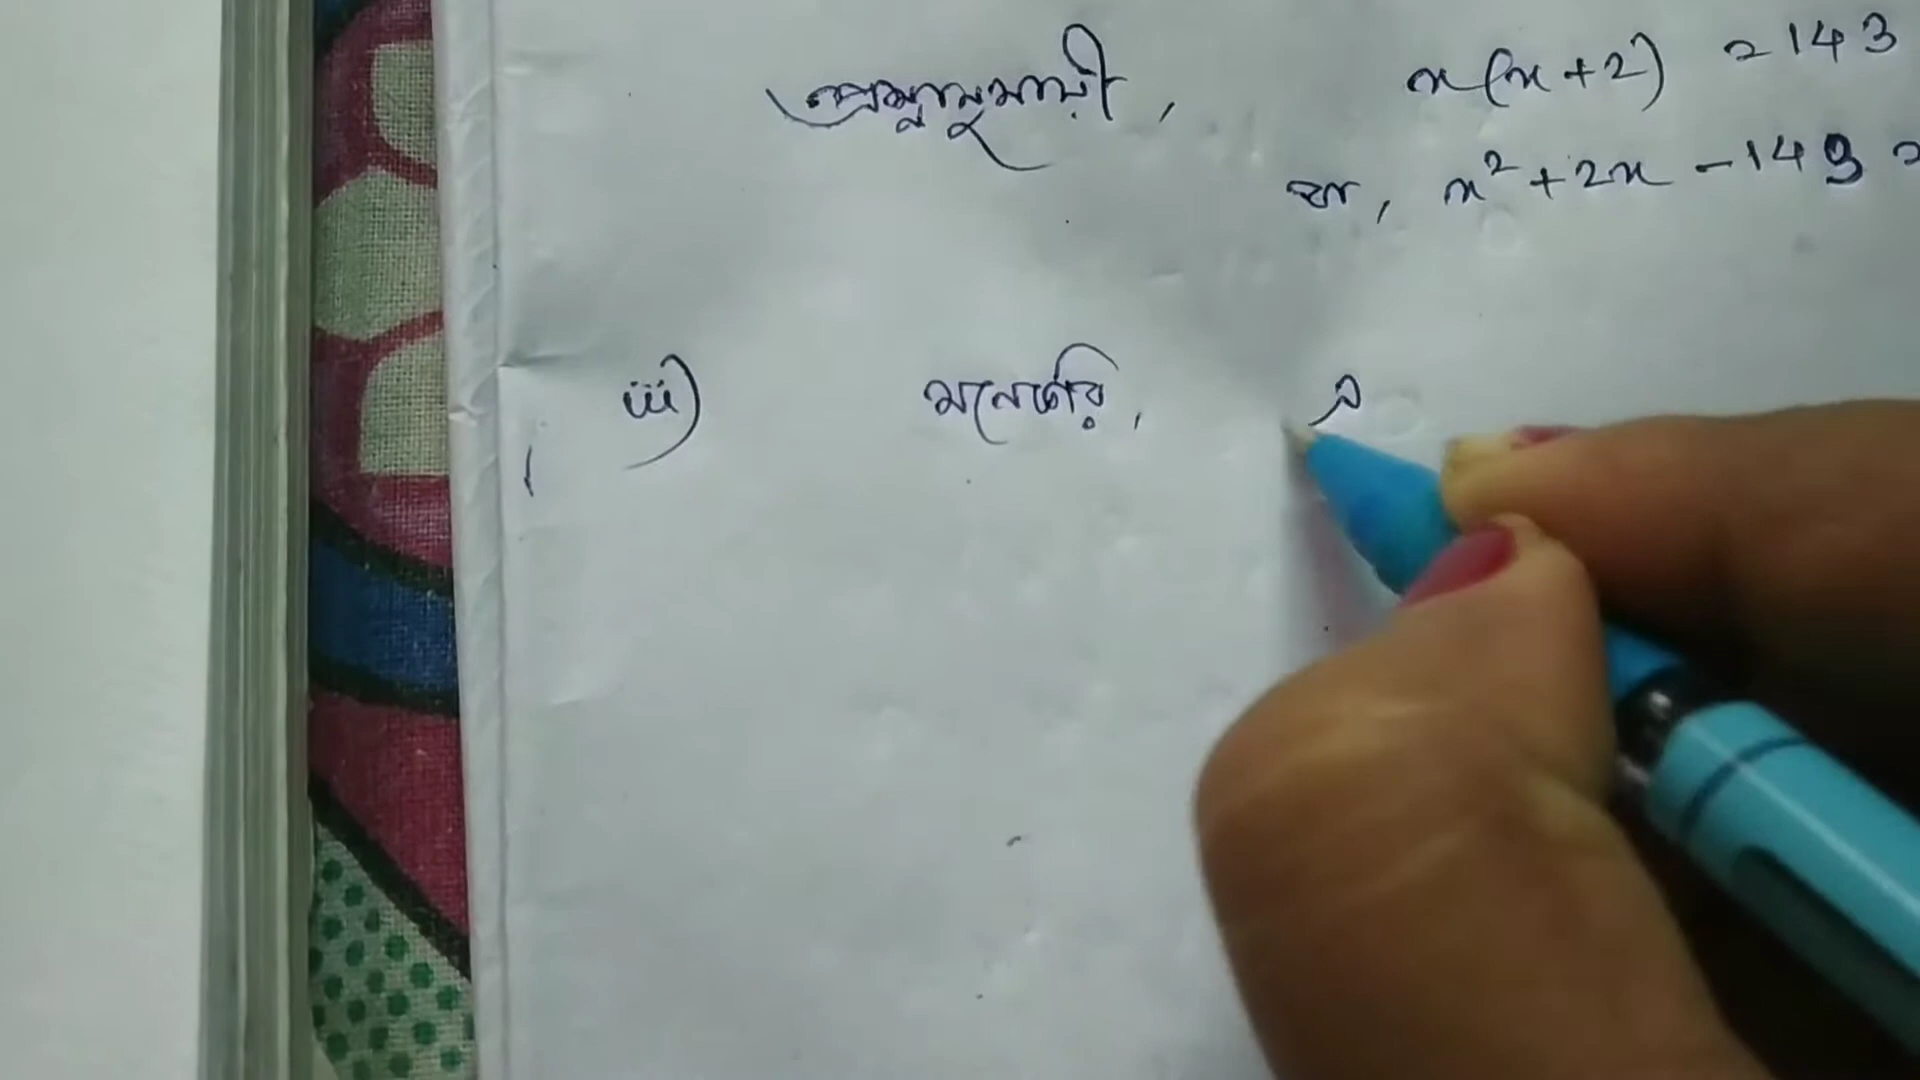 প্রশ্নানুসারী, x(x+2) = 143
বা, x² + 2x - 143 =
iii) মনেকরি,